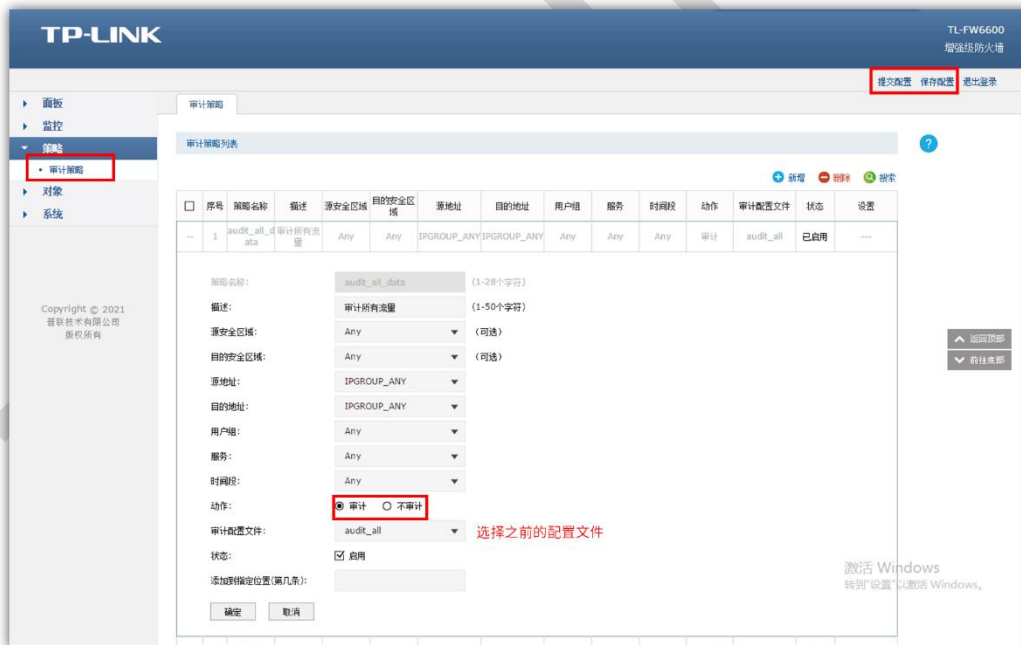 TP-LINK
TL-FW6600
增强级防火墙
提交配置 保存配置 退出登录
面板
监控
策略
审计策略
对象
系统
Copyright © 2021
普联技术有限公司
版权所有
审计策略
审计策略列表
?
新增 删除 搜索
序号 策略名称 描述 源安全区域 目的安全区域 源地址 目的地址 用户组 服务 时间段 动作 审计配置文件 状态 设置
--- 1 audit_all_data 审计所有流量 Any Any IPGROUP_ANY IPGROUP_ANY Any Any Any 审计 audit_all 已启用 ---
策略名称: audit_all_data (1-28个字符)
描述: 审计所有流量 (1-50个字符)
源安全区域: Any (可选)
目的安全区域: Any (可选)
源地址: IPGROUP_ANY
目的地址: IPGROUP_ANY
用户组: Any
服务: Any
时间段: Any
动作: 审计 不审计
审计配置文件: audit_all 选择之前的配置文件
状态: 启用
添加到指定位置(第几条):
确定 取消
返回顶部
前往底部
激活 Windows
转到"设置"以激活 Windows。